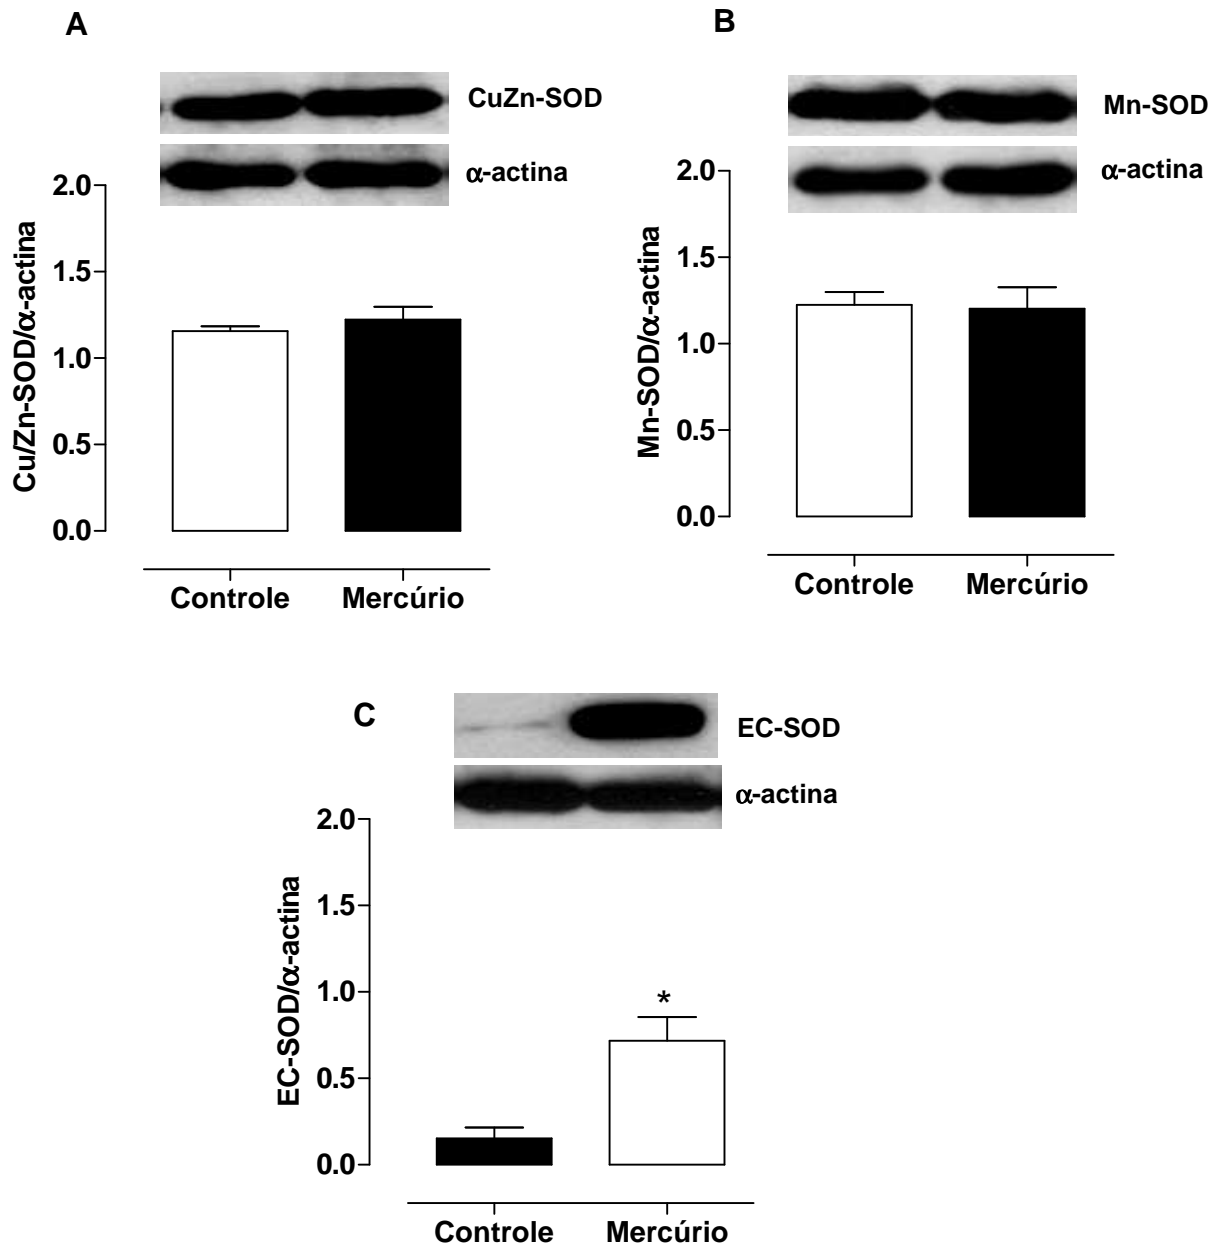 A
CuZn-SOD
α-actina
Cu/Zn-SOD/α-actina
2.0
1.5
1.0
0.5
0.0
Controle Mercúrio
B
Mn-SOD
α-actina
Mn-SOD/α-actina
2.0
1.5
1.0
0.5
0.0
Controle Mercúrio
C
EC-SOD
α-actina
EC-SOD/α-actina
2.0
1.5
1.0
*
0.5
0.0
Controle Mercúrio